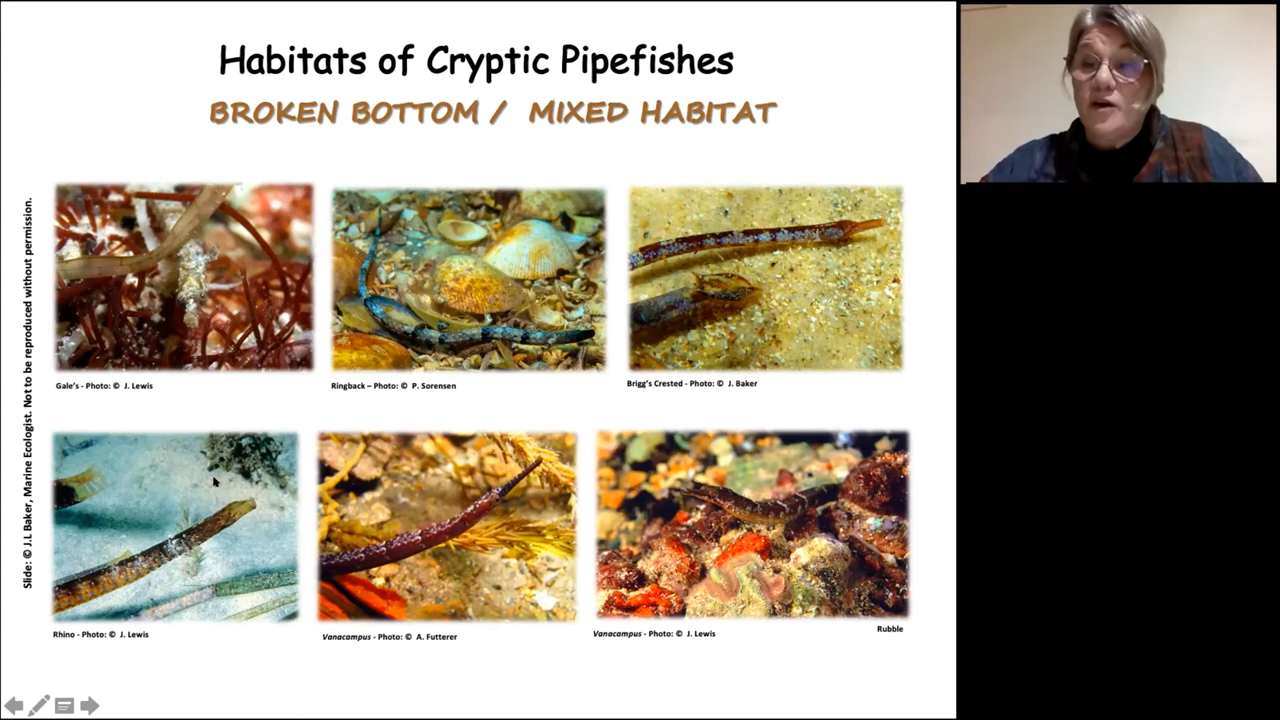 Habitats of Cryptic Pipefishes
BROKEN BOTTOM / MIXED HABITAT
Slide: © J.L Baker, Marine Ecologist. Not to be reproduced without permission.
Gale's - Photo: © J. Lewis
Ringback – Photo: © P. Sorensen
Brigg's Crested - Photo: © J. Baker
Rhino - Photo: © J. Lewis
Vanacampus - Photo: © A. Futterer
Vanacampus - Photo: © J. Lewis
Rubble